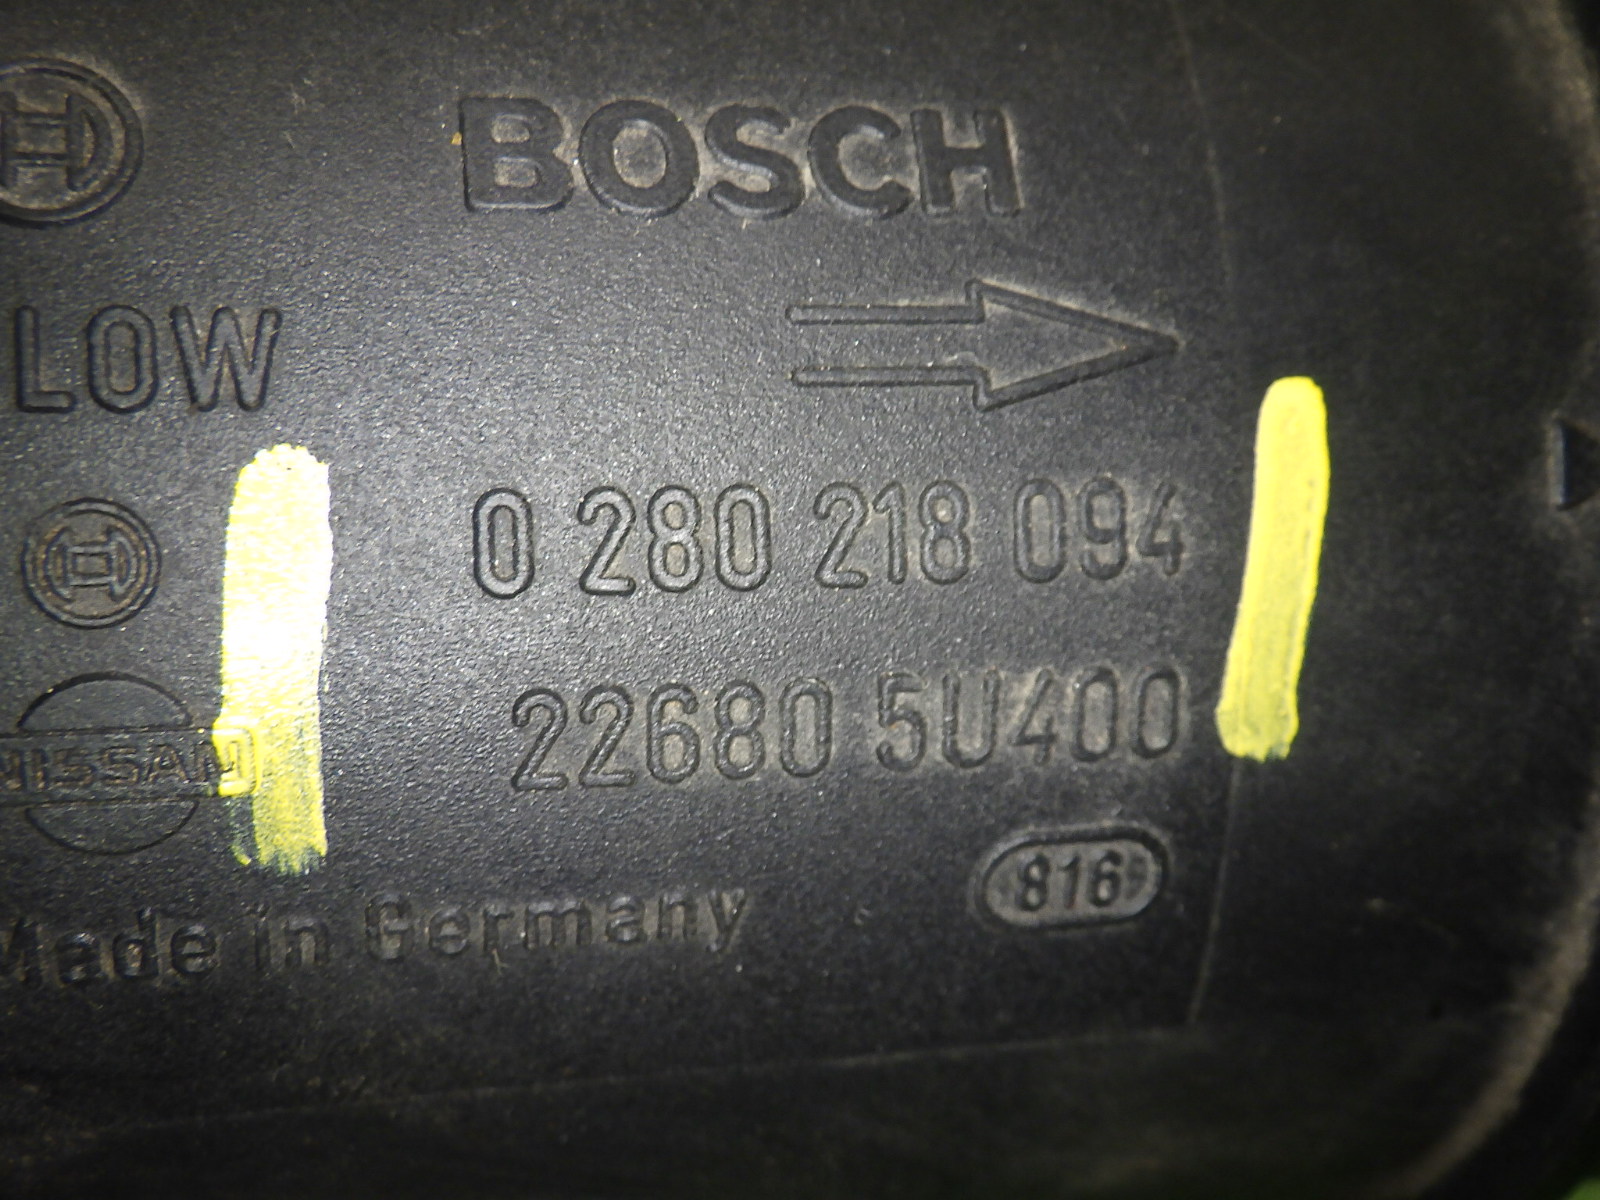 BOSCH
LOW
0 280 218 094
22680 5U400
NISSAN
816
Made in Germany